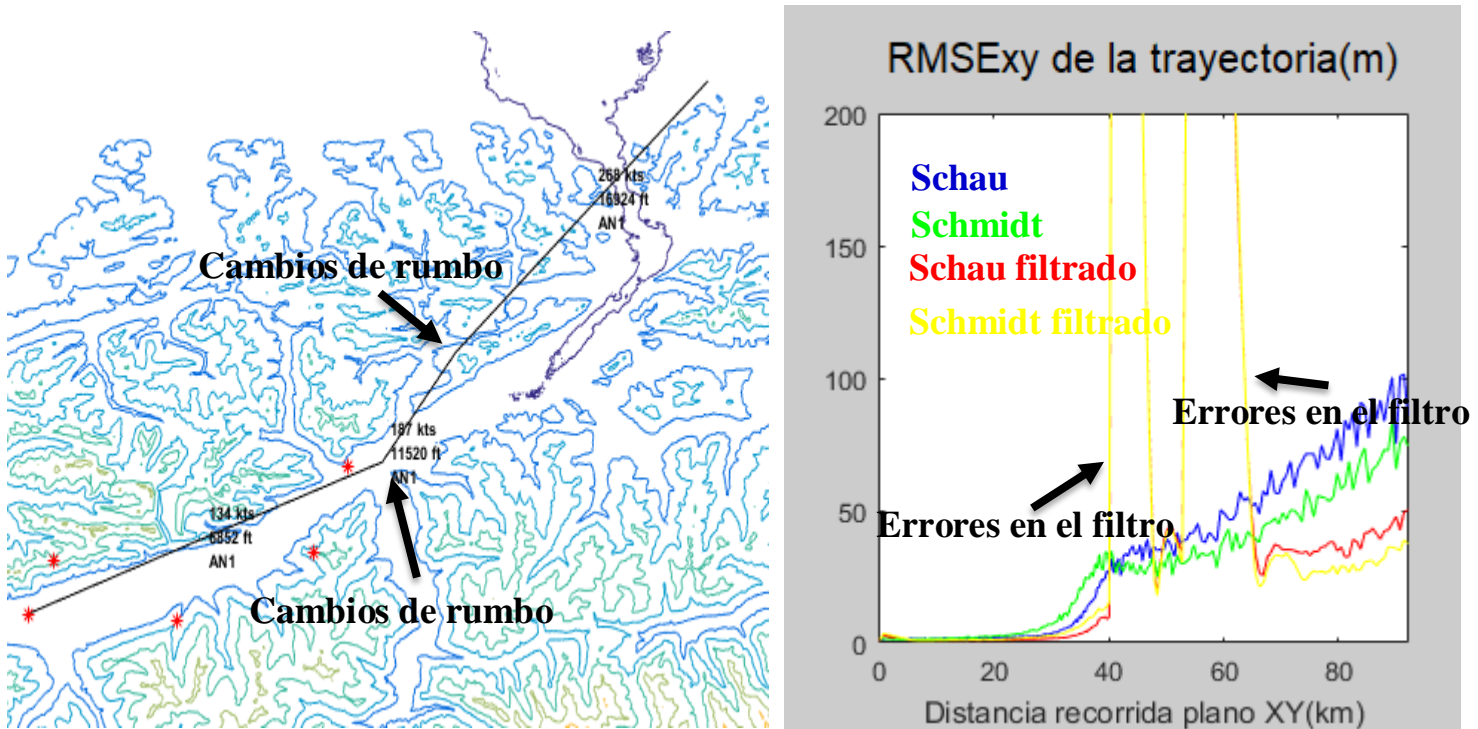 268 kts
16924 ft
AN1
Cambios de rumbo
187 kts
11520 ft
AN1
134 kts
6852 ft
AN1
Cambios de rumbo
RMSExy de la trayectoria(m)
200
150
100
50
0
Schau
Schmidt
Schau filtrado
Schmidt filtrado
Errores en el filtro
Errores en el filtro
0
20
40
60
80
Distancia recorrida plano XY(km)